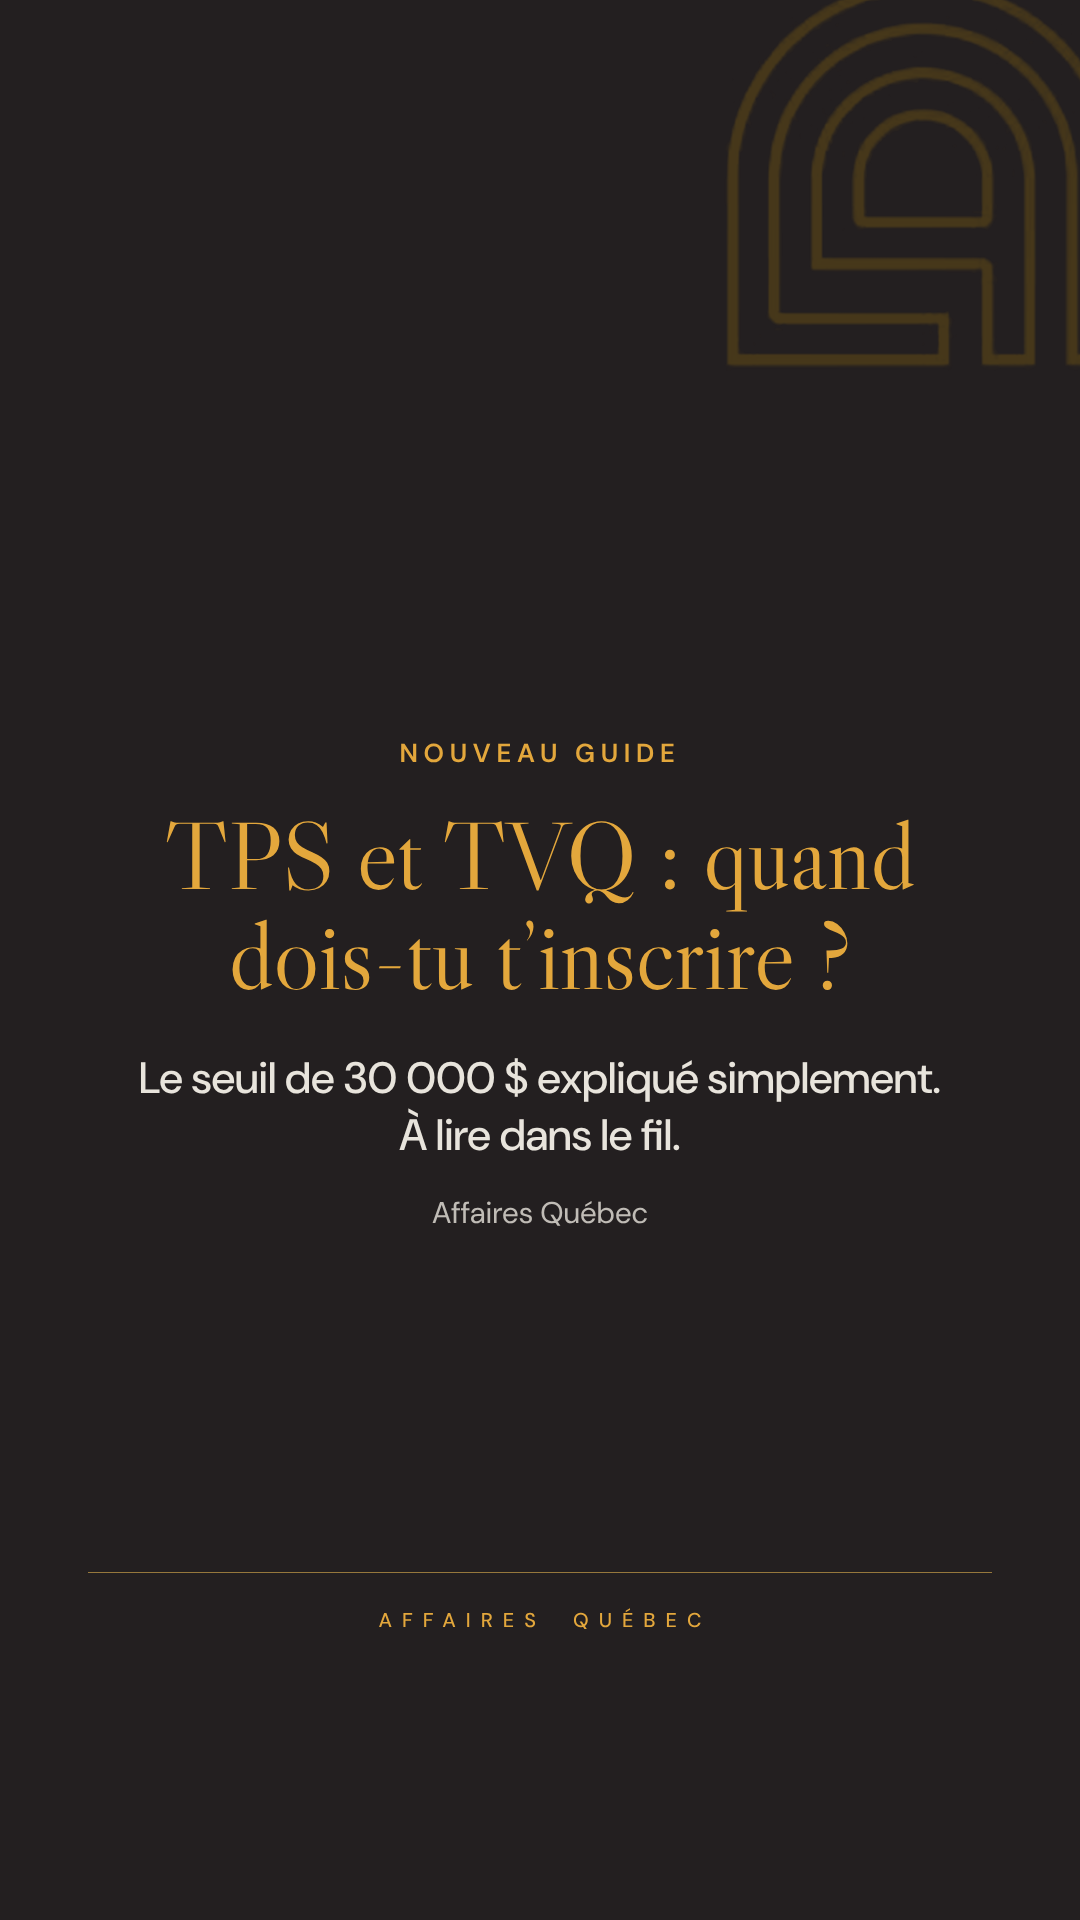 NOUVEAU GUIDE
TPS et TVQ : quand
dois-tu t’inscrire ?
Le seuil de 30 000 $ expliqué simplement.
À lire dans le fil.
Affaires Québec
AFFAIRES QUÉBEC